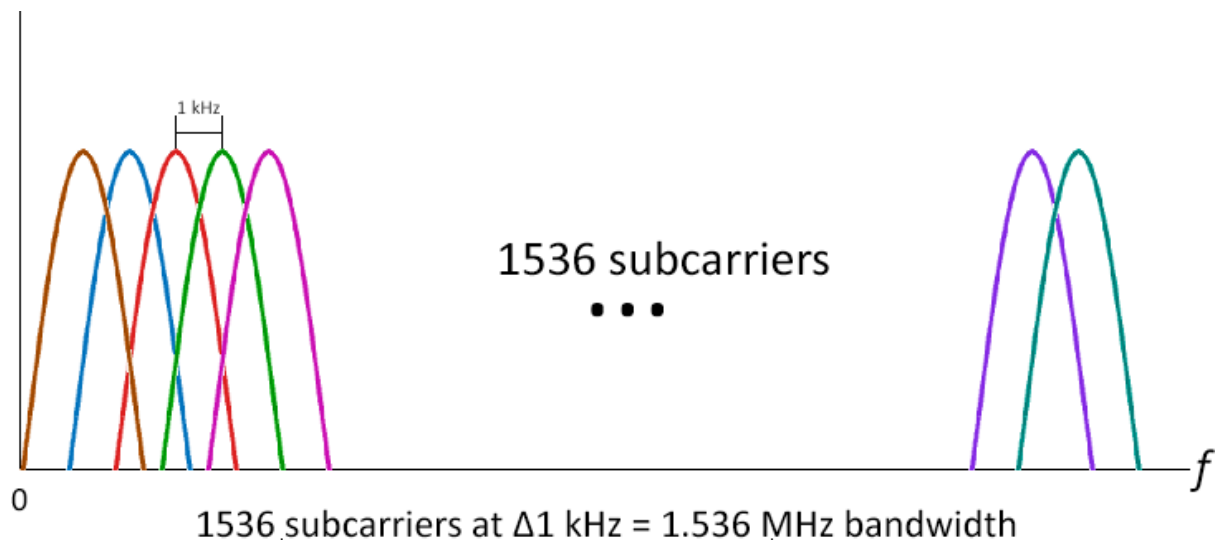 1 kHz
1536 subcarriers
...
f
0
1536 subcarriers at Δ1 kHz = 1.536 MHz bandwidth